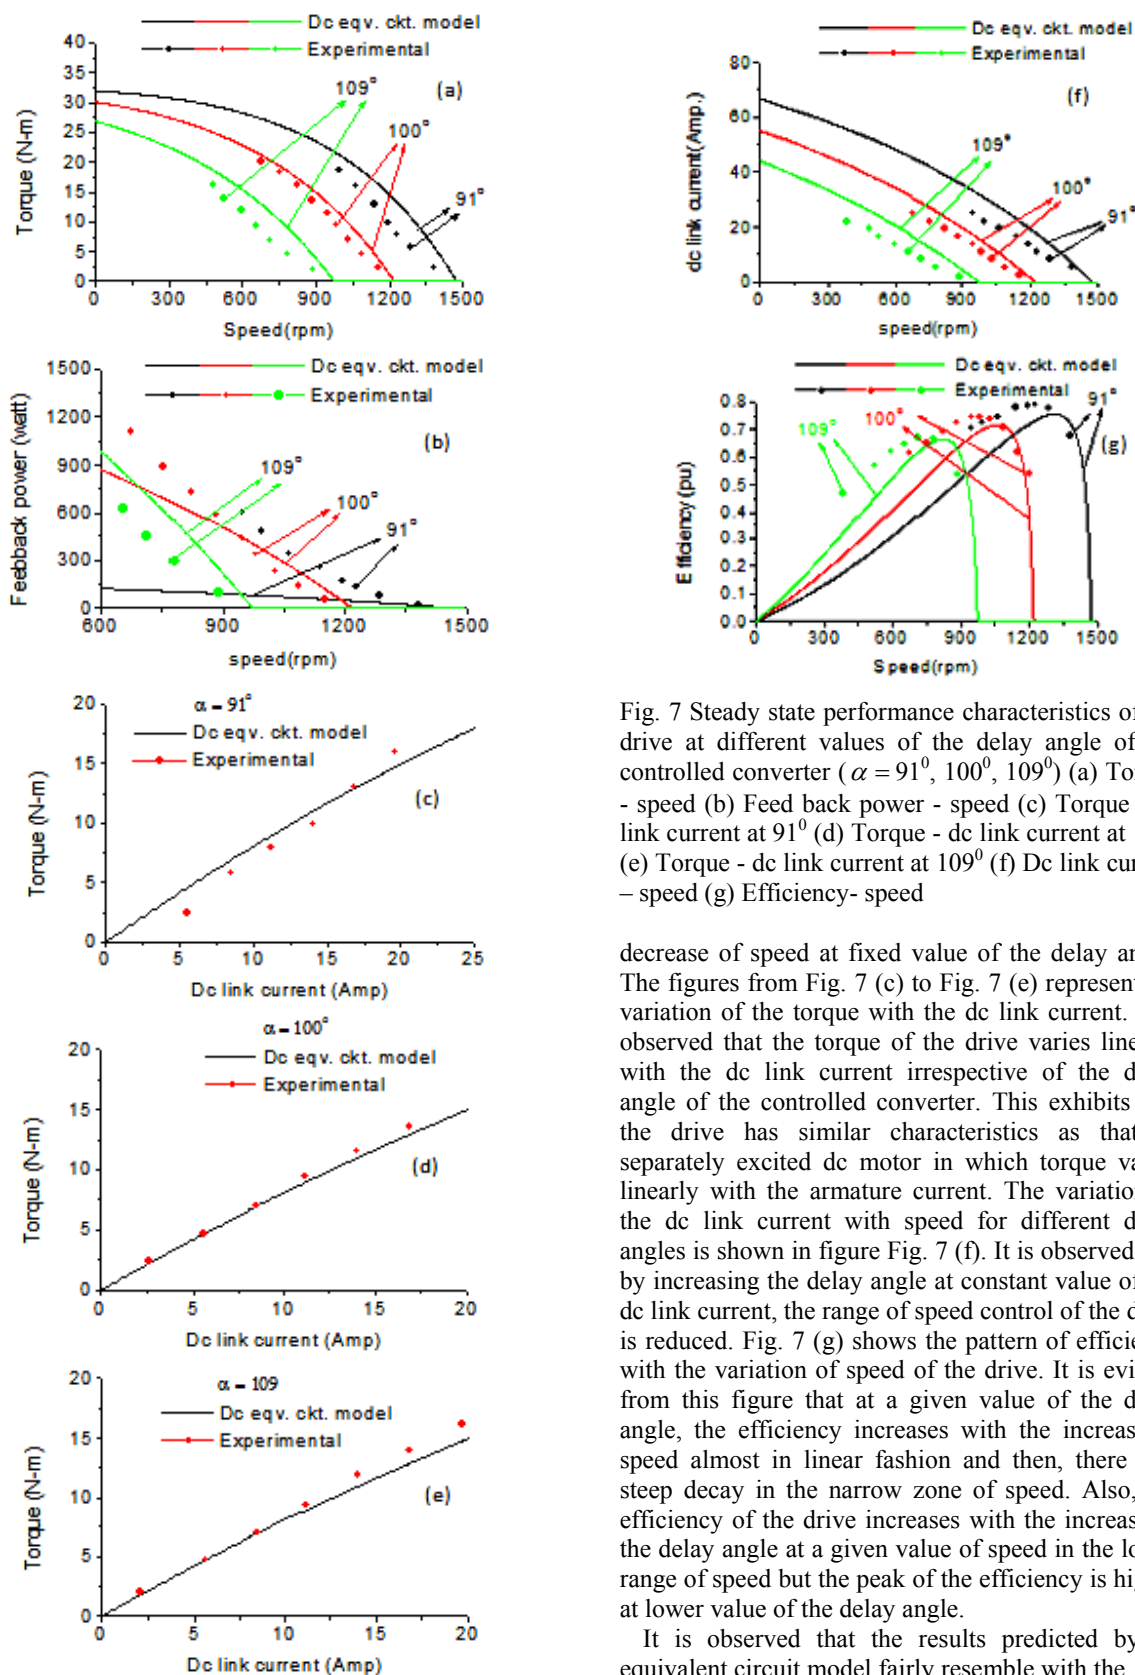 Dc eqv. ckt model
Experimental
40
35
30
25
20
15
10
5
0
Torque (N-m)
109°
(a)
100°
91°
0 300 600 900 1200 1500
Speed(rpm)
Dc eqv. ckt. model
Experimental
1500
1200
900
600
300
0
Feebback power (watt)
(b)
109°
100°
91°
600 900 1200 1500
speed(rpm)
α = 91°
Dc eqv. ckt. model
Experimental
20
15
10
5
0
Torque (N-m)
(c)
0 5 10 15 20 25
Dc link current (Amp)
α = 100°
Dc eqv. ckt. model
Experimental
20
15
10
5
0
Torque (N-m)
(d)
0 5 10 15 20
Dc link current (Amp)
α = 109
Dc eqv. ckt. model
Experimental
20
15
10
5
0
Torque (N-m)
(e)
0 5 10 15 20
Dc link current (Amp)
Dc eqv. ckt. model
Experimental
80
60
40
20
0
dc link current(Amp.)
(f)
109°
100°
91°
0 300 600 900 1200 1500
speed(rpm)
Dc eqv. ckt. model
Experimental
0.8
0.7
0.6
0.5
0.4
0.3
0.2
0.1
0.0
Efficiency (pu)
109°
100°
91°
(g)
0 300 600 900 1200 1500
Speed(rpm)
Fig. 7 Steady state performance characteristics of
drive at different values of the delay angle of
controlled converter ( α = 91⁰, 100⁰, 109⁰) (a) Tor
- speed (b) Feed back power - speed (c) Torque
link current at 91⁰ (d) Torque - dc link current at
(e) Torque - dc link current at 109⁰ (f) Dc link cur
– speed (g) Efficiency- speed
decrease of speed at fixed value of the delay an
The figures from Fig. 7 (c) to Fig. 7 (e) represent
variation of the torque with the dc link current.
observed that the torque of the drive varies line
with the dc link current irrespective of the d
angle of the controlled converter. This exhibits
the drive has similar characteristics as that
separately excited dc motor in which torque va
linearly with the armature current. The variation
the dc link current with speed for different d
angles is shown in figure Fig. 7 (f). It is observed
by increasing the delay angle at constant value of
dc link current, the range of speed control of the d
is reduced. Fig. 7 (g) shows the pattern of efficie
with the variation of speed of the drive. It is evi
from this figure that at a given value of the d
angle, the efficiency increases with the increas
speed almost in linear fashion and then, there
steep decay in the narrow zone of speed. Also,
efficiency of the drive increases with the increas
the delay angle at a given value of speed in the lo
range of speed but the peak of the efficiency is hig
at lower value of the delay angle.
It is observed that the results predicted by
equivalent circuit model fairly resemble with the